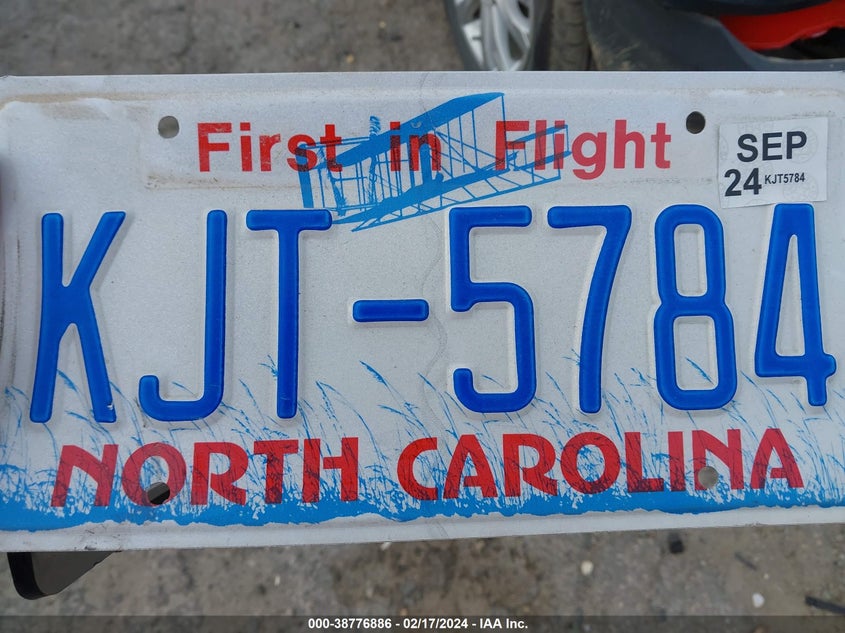 First in Flight
SEP
24 KJT5784
KJT-5784
NORTH CAROLINA
000-38776886 - 02/17/2024 - IAA Inc.